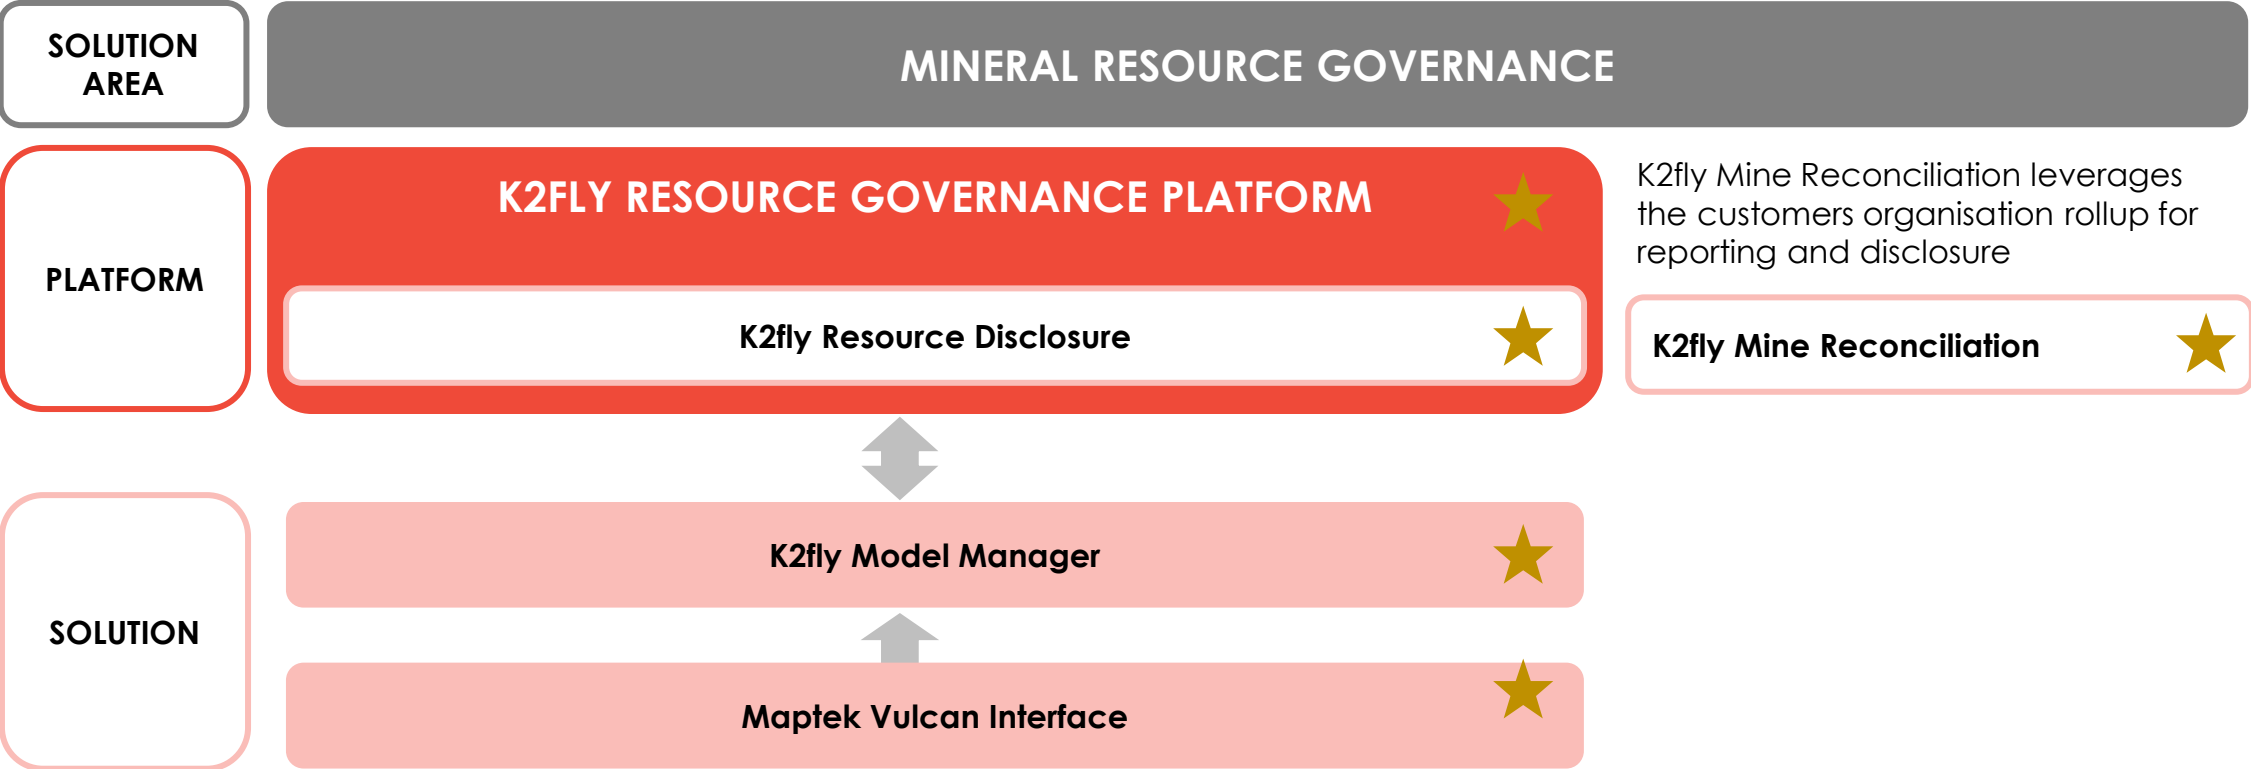 SOLUTION
AREA
MINERAL RESOURCE GOVERNANCE
PLATFORM
K2FLY RESOURCE GOVERNANCE PLATFORM
K2fly Resource Disclosure
K2fly Mine Reconciliation leverages
the customers organisation rollup for
reporting and disclosure
K2fly Mine Reconciliation
SOLUTION
K2fly Model Manager
Maptek Vulcan Interface